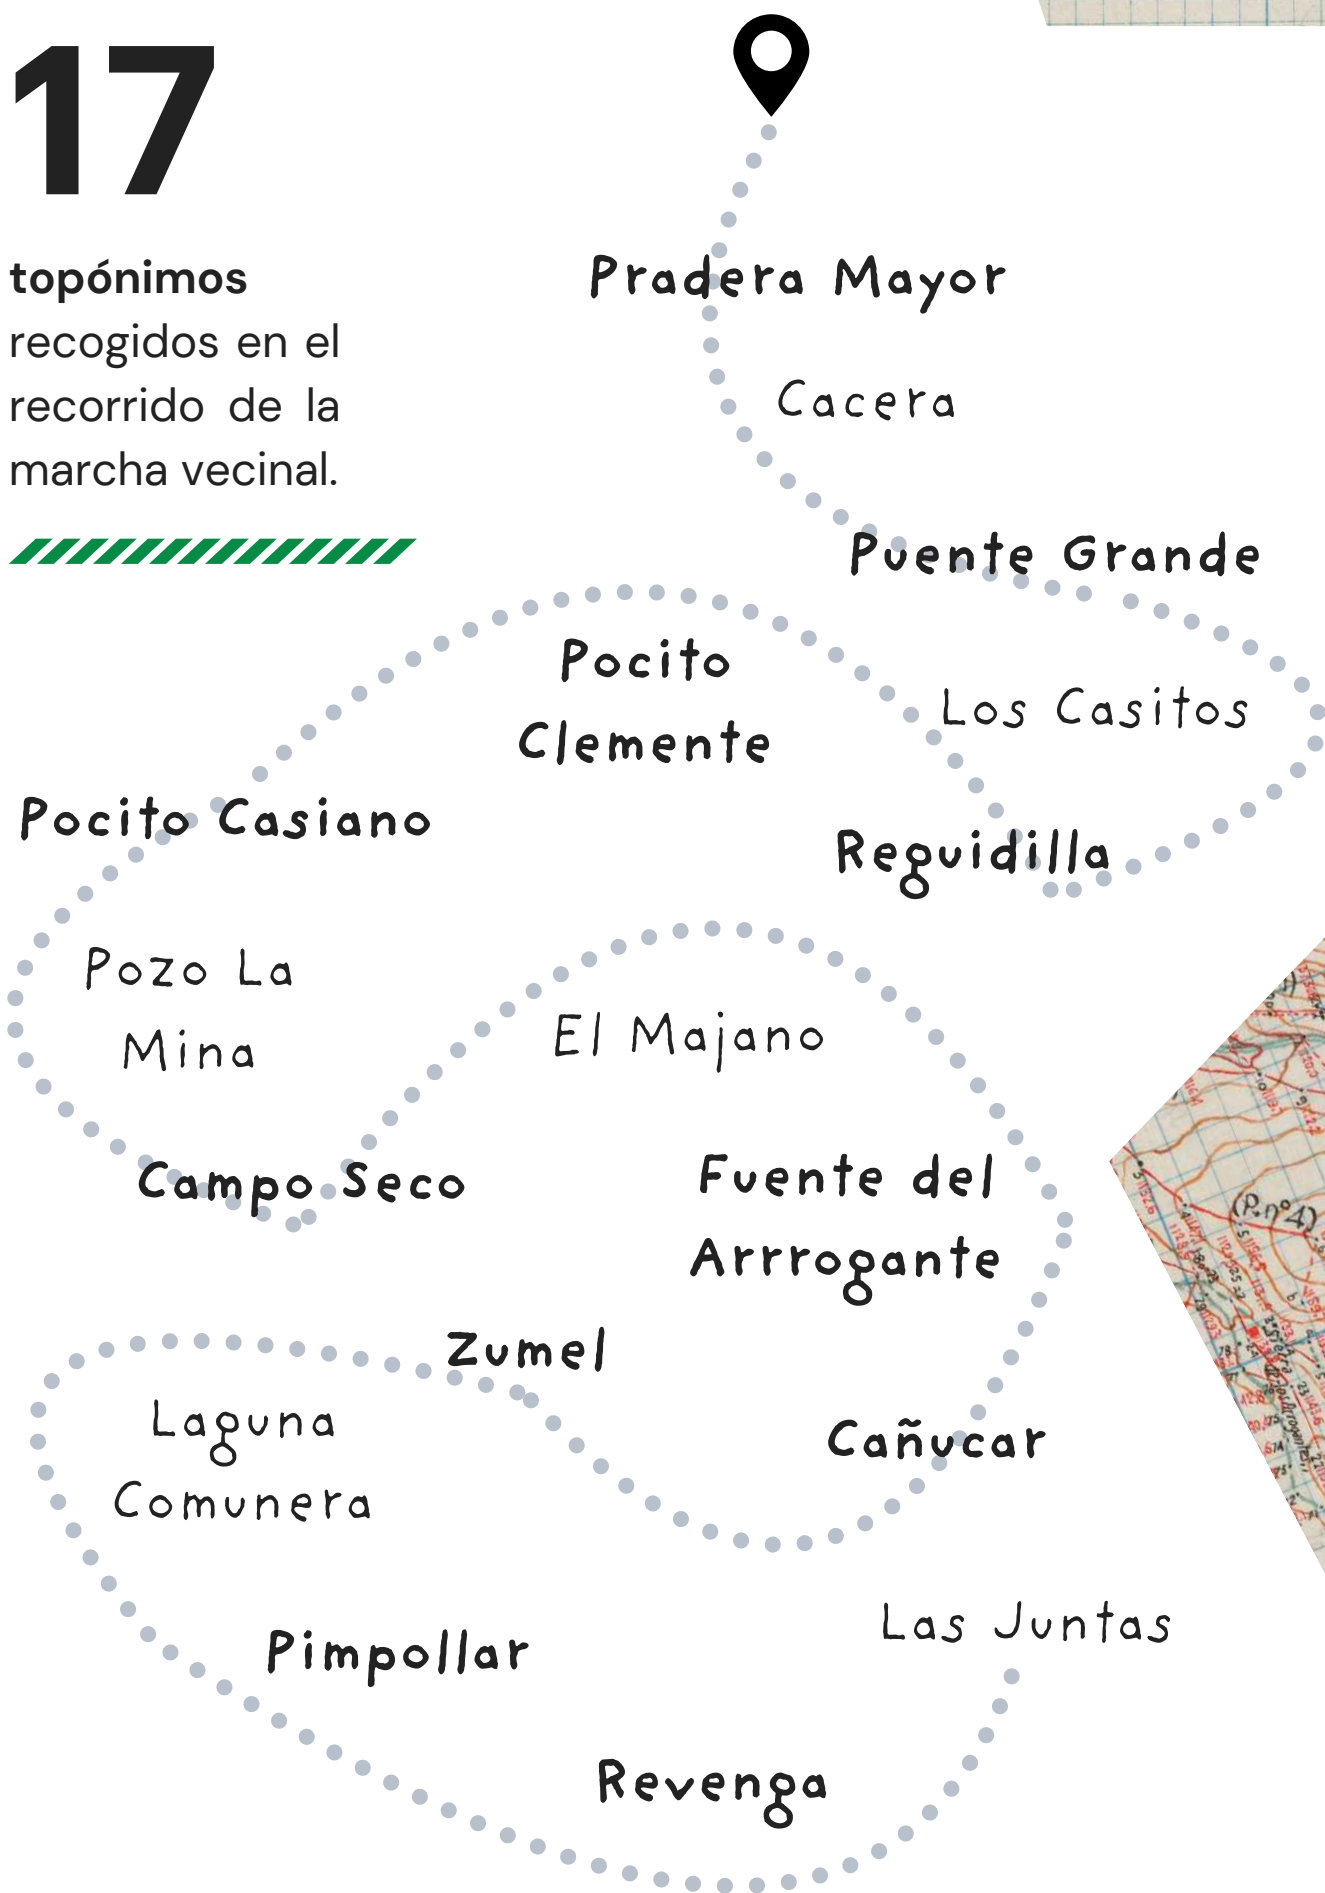 17
topónimos
recogidos en el
recorrido de la
marcha vecinal.
Pradera Mayor
Cacera
Puente Grande
Pocito
Clemente
Los Casitos
Pocito Casiano
Reguidilla
Pozo La
Mina
El Majano
Campo Seco
Fuente del
Arrrogante
Zumel
Laguna
Comunera
Cañucar
Las Juntas
Pimpollar
Revenga
(P. nº4)